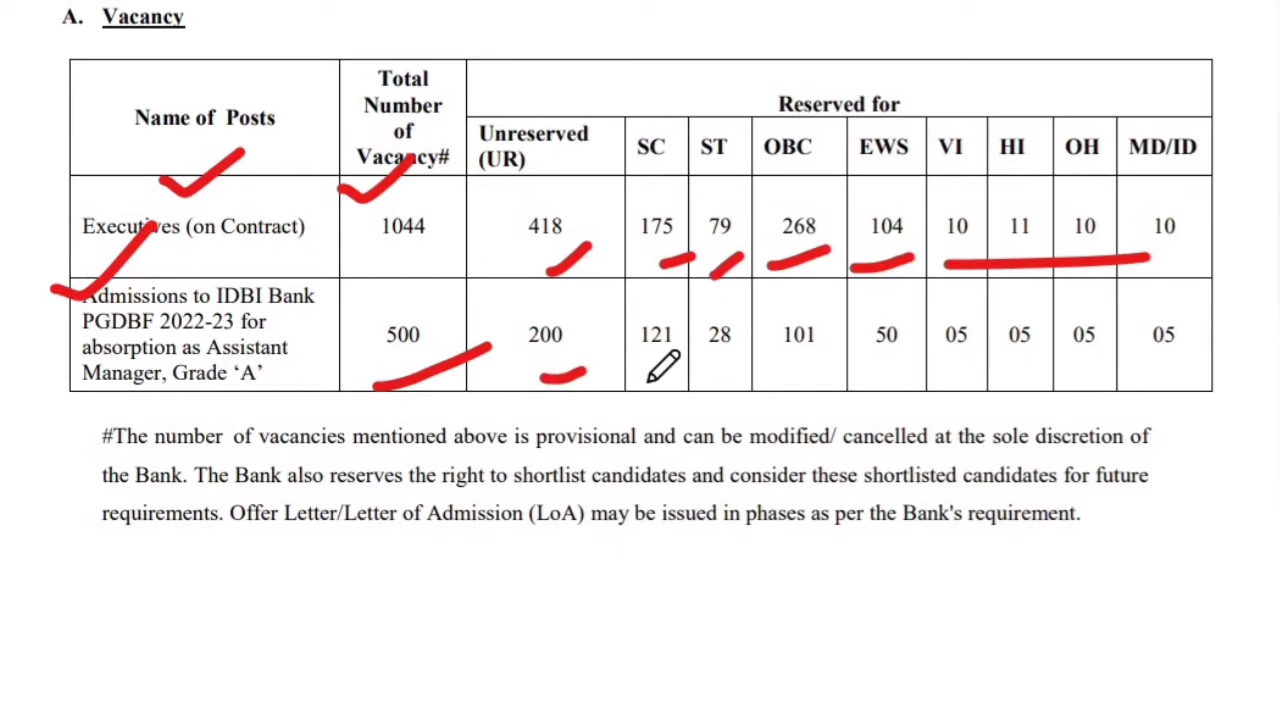 A. Vacancy
Name of Posts
Total Number of Vacancy#
Reserved for
Unreserved (UR)
SC ST OBC EWS VI HI OH MD/ID
Executives (on Contract) 1044 418 175 79 268 104 10 11 10 10
Admissions to IDBI Bank
PGDBF 2022-23 for
absorption as Assistant
Manager, Grade ‘A’
500 200 121 28 101 50 05 05 05 05
#The number of vacancies mentioned above is provisional and can be modified/ cancelled at the sole discretion of
the Bank. The Bank also reserves the right to shortlist candidates and consider these shortlisted candidates for future
requirements. Offer Letter/Letter of Admission (LoA) may be issued in phases as per the Bank's requirement.